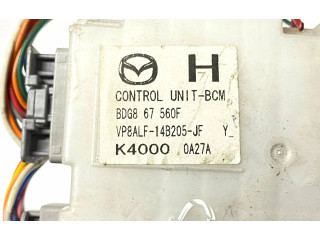 H
CONTROL UNIT-BCM
BDG8 67 560F
VP8ALF-14B205-JF Y
K4000 0A27A